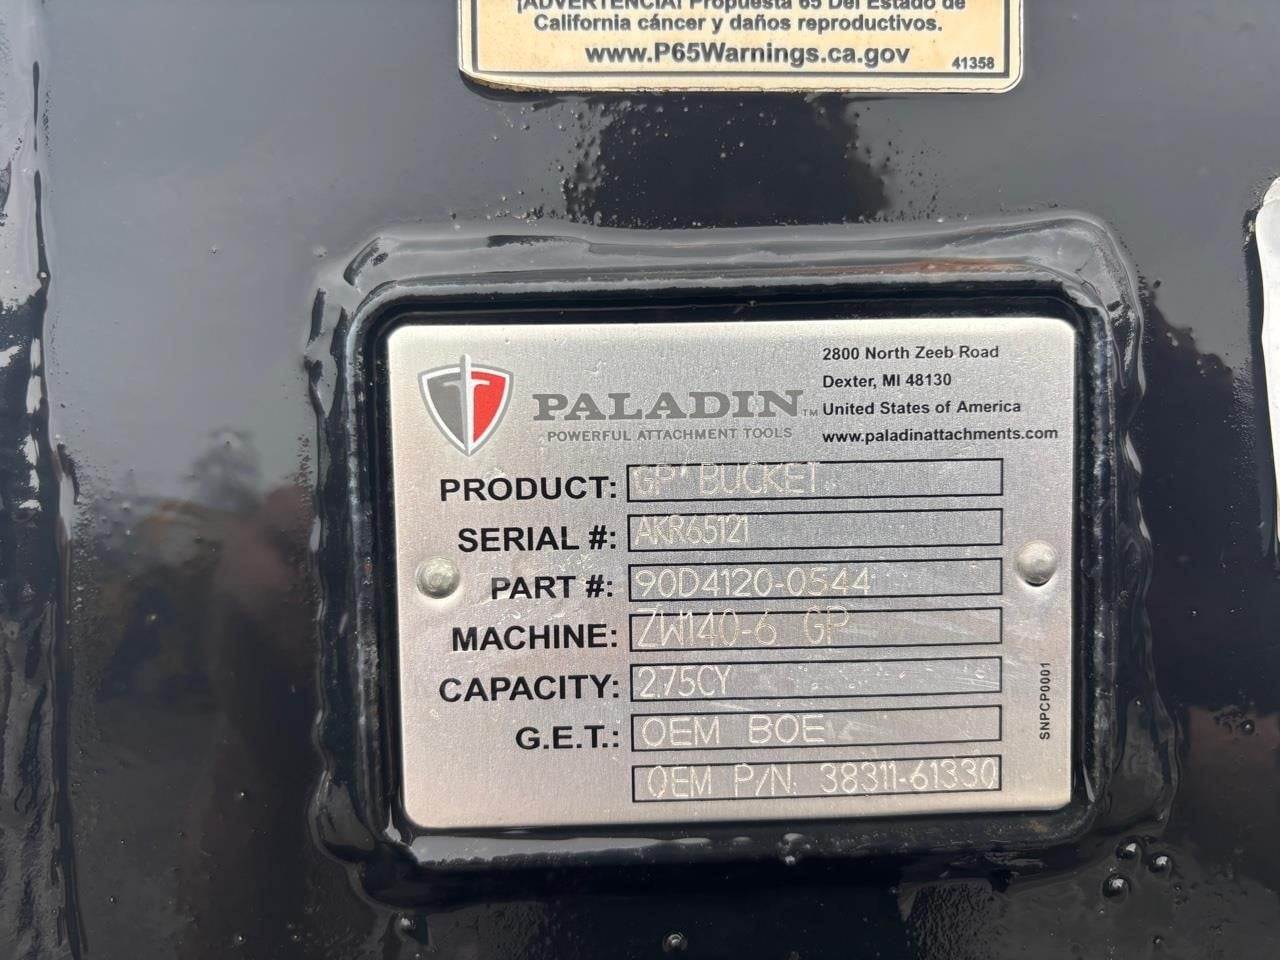 ¡ADVERTENCIA! Propuesta 65 Del Estado de
California cáncer y daños reproductivos.
www.P65Warnings.ca.gov
41358
PALADIN™
POWERFUL ATTACHMENT TOOLS
2800 North Zeeb Road
Dexter, MI 48130
United States of America
www.paladinattachments.com
PRODUCT: GP' BUCKET
SERIAL #: AKR65121
PART #: 90D4120-0544
MACHINE: ZW140-6 GP
CAPACITY: 2.75CY
G.E.T.: OEM BOE
OEM P/N: 38311-61330
SNPCP0001